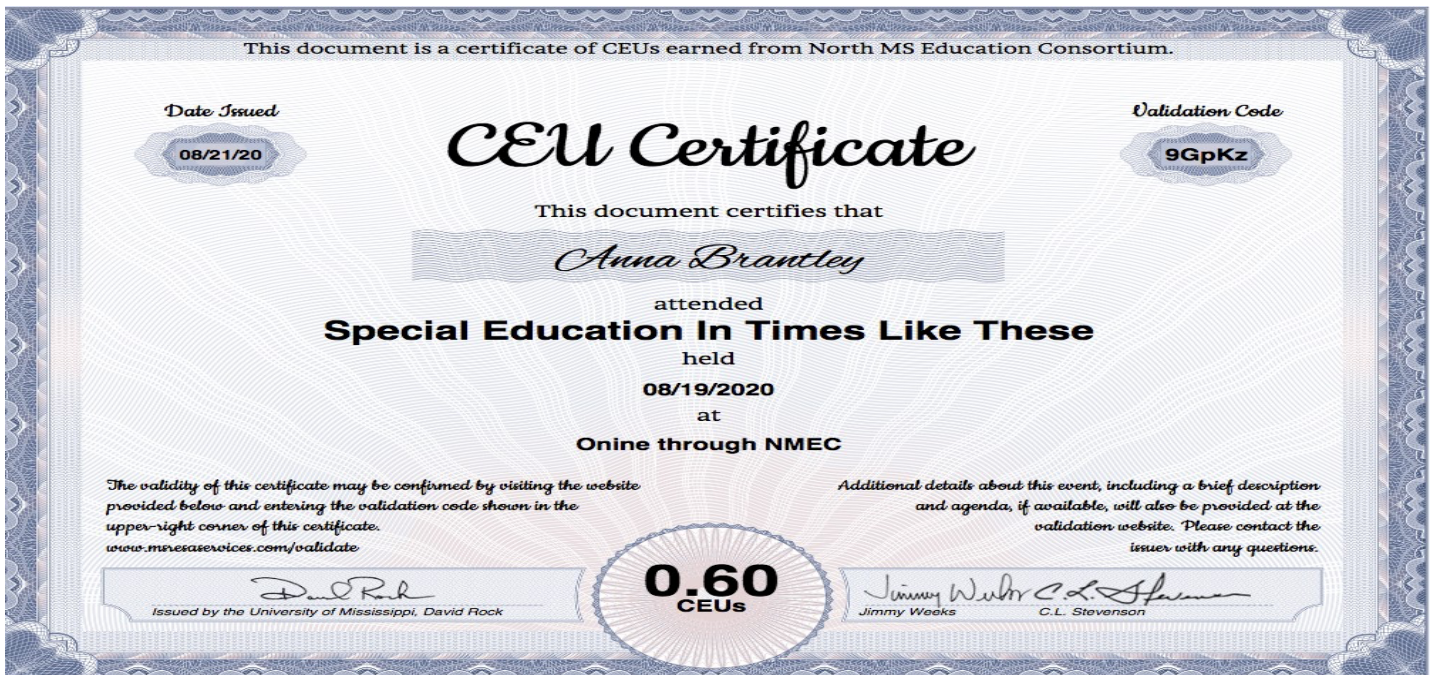 This document is a certificate of CEUs earned from North MS Education Consortium.
Date Issued
08/21/20
Validation Code
9GpKz
CEU Certificate
This document certifies that
Anna Brantley
attended
Special Education In Times Like These
held
08/19/2020
at
Onine through NMEC
The validity of this certificate may be confirmed by visiting the website
provided below and entering the validation code shown in the
upper-right corner of this certificate.
www.msresaservices.com/validate
Additional details about this event, including a brief description
and agenda, if available, will also be provided at the
validation website. Please contact the
issuer with any questions.
David Rock
Issued by the University of Mississippi, David Rock
0.60
CEUs
Jimmy Weeks C.L. Stevenson
Jimmy Weeks C.L. Stevenson